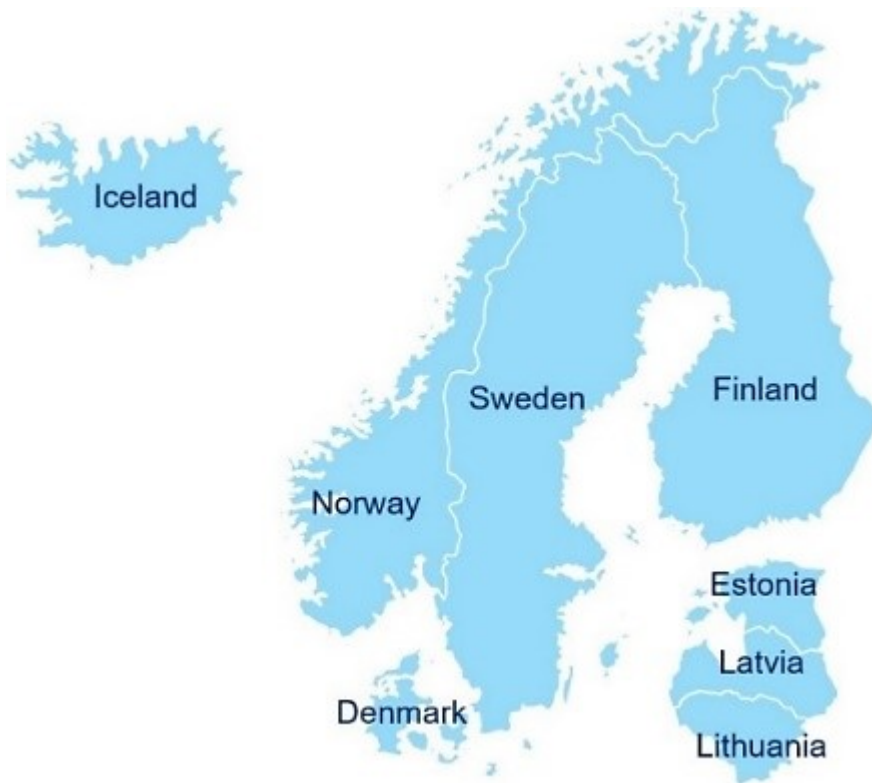 Iceland
Sweden
Finland
Norway
Estonia
Latvia
Denmark
Lithuania